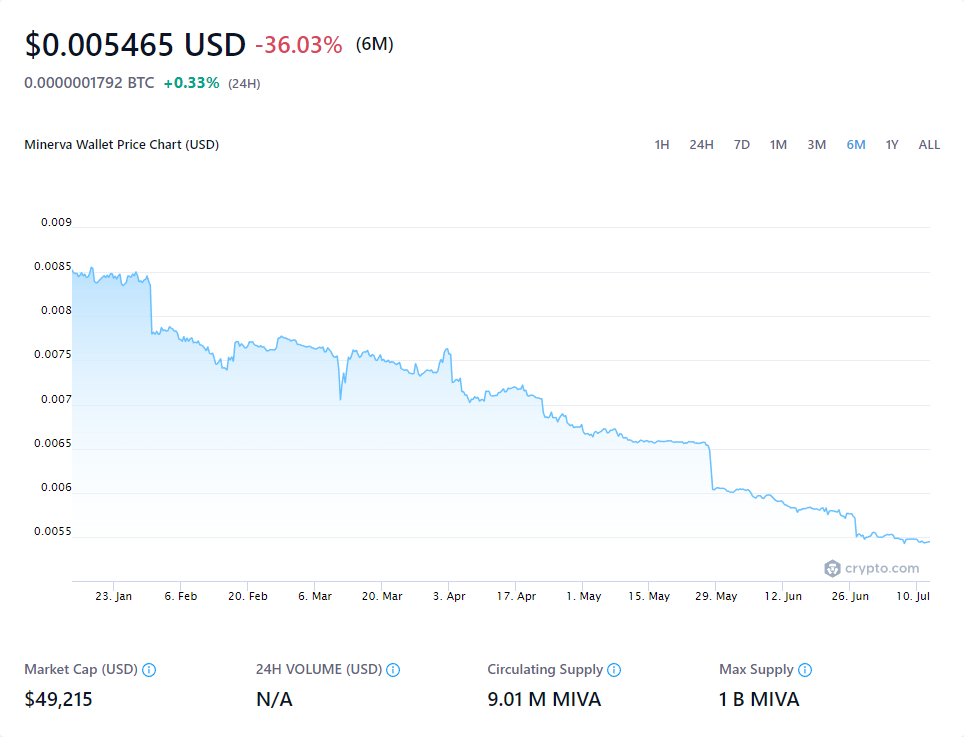 $0.005465 USD -36.03% (6M)
0.0000001792 BTC +0.33% (24H)
Minerva Wallet Price Chart (USD) 1H 24H 7D 1M 3M 6M 1Y ALL
0.009
0.0085
0.008
0.0075
0.007
0.0065
0.006
0.0055
crypto.com
23. Jan 6. Feb 20. Feb 6. Mar 20. Mar 3. Apr 17. Apr 1. May 15. May 29. May 12. Jun 26. Jun 10. Jul
Market Cap (USD) 24H VOLUME (USD) Circulating Supply Max Supply
$49,215 N/A 9.01 M MIVA 1 B MIVA